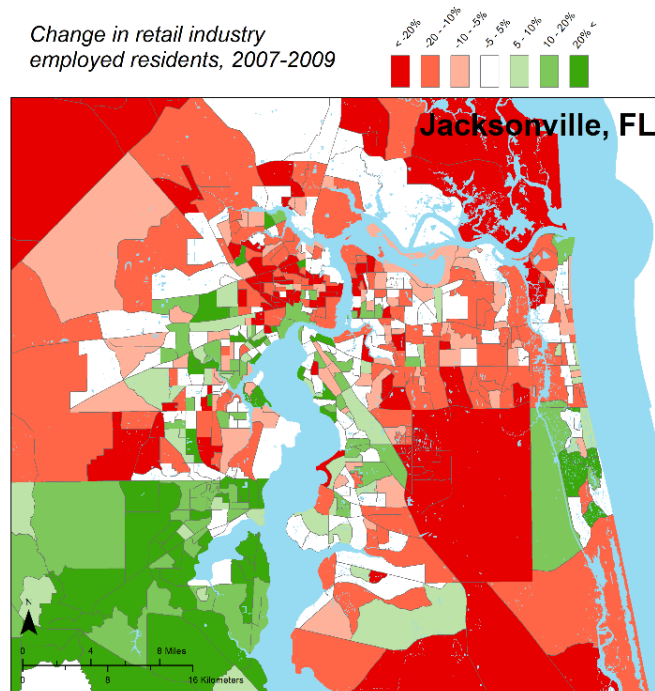 Change in retail industry
employed residents, 2007-2009
< -20%
-20 - -10%
-10 - -5%
-5 - 5%
5 - 10%
10 - 20%
20% <
Jacksonville, FL
N
0 4 8 Miles
0 8 16 Kilometers